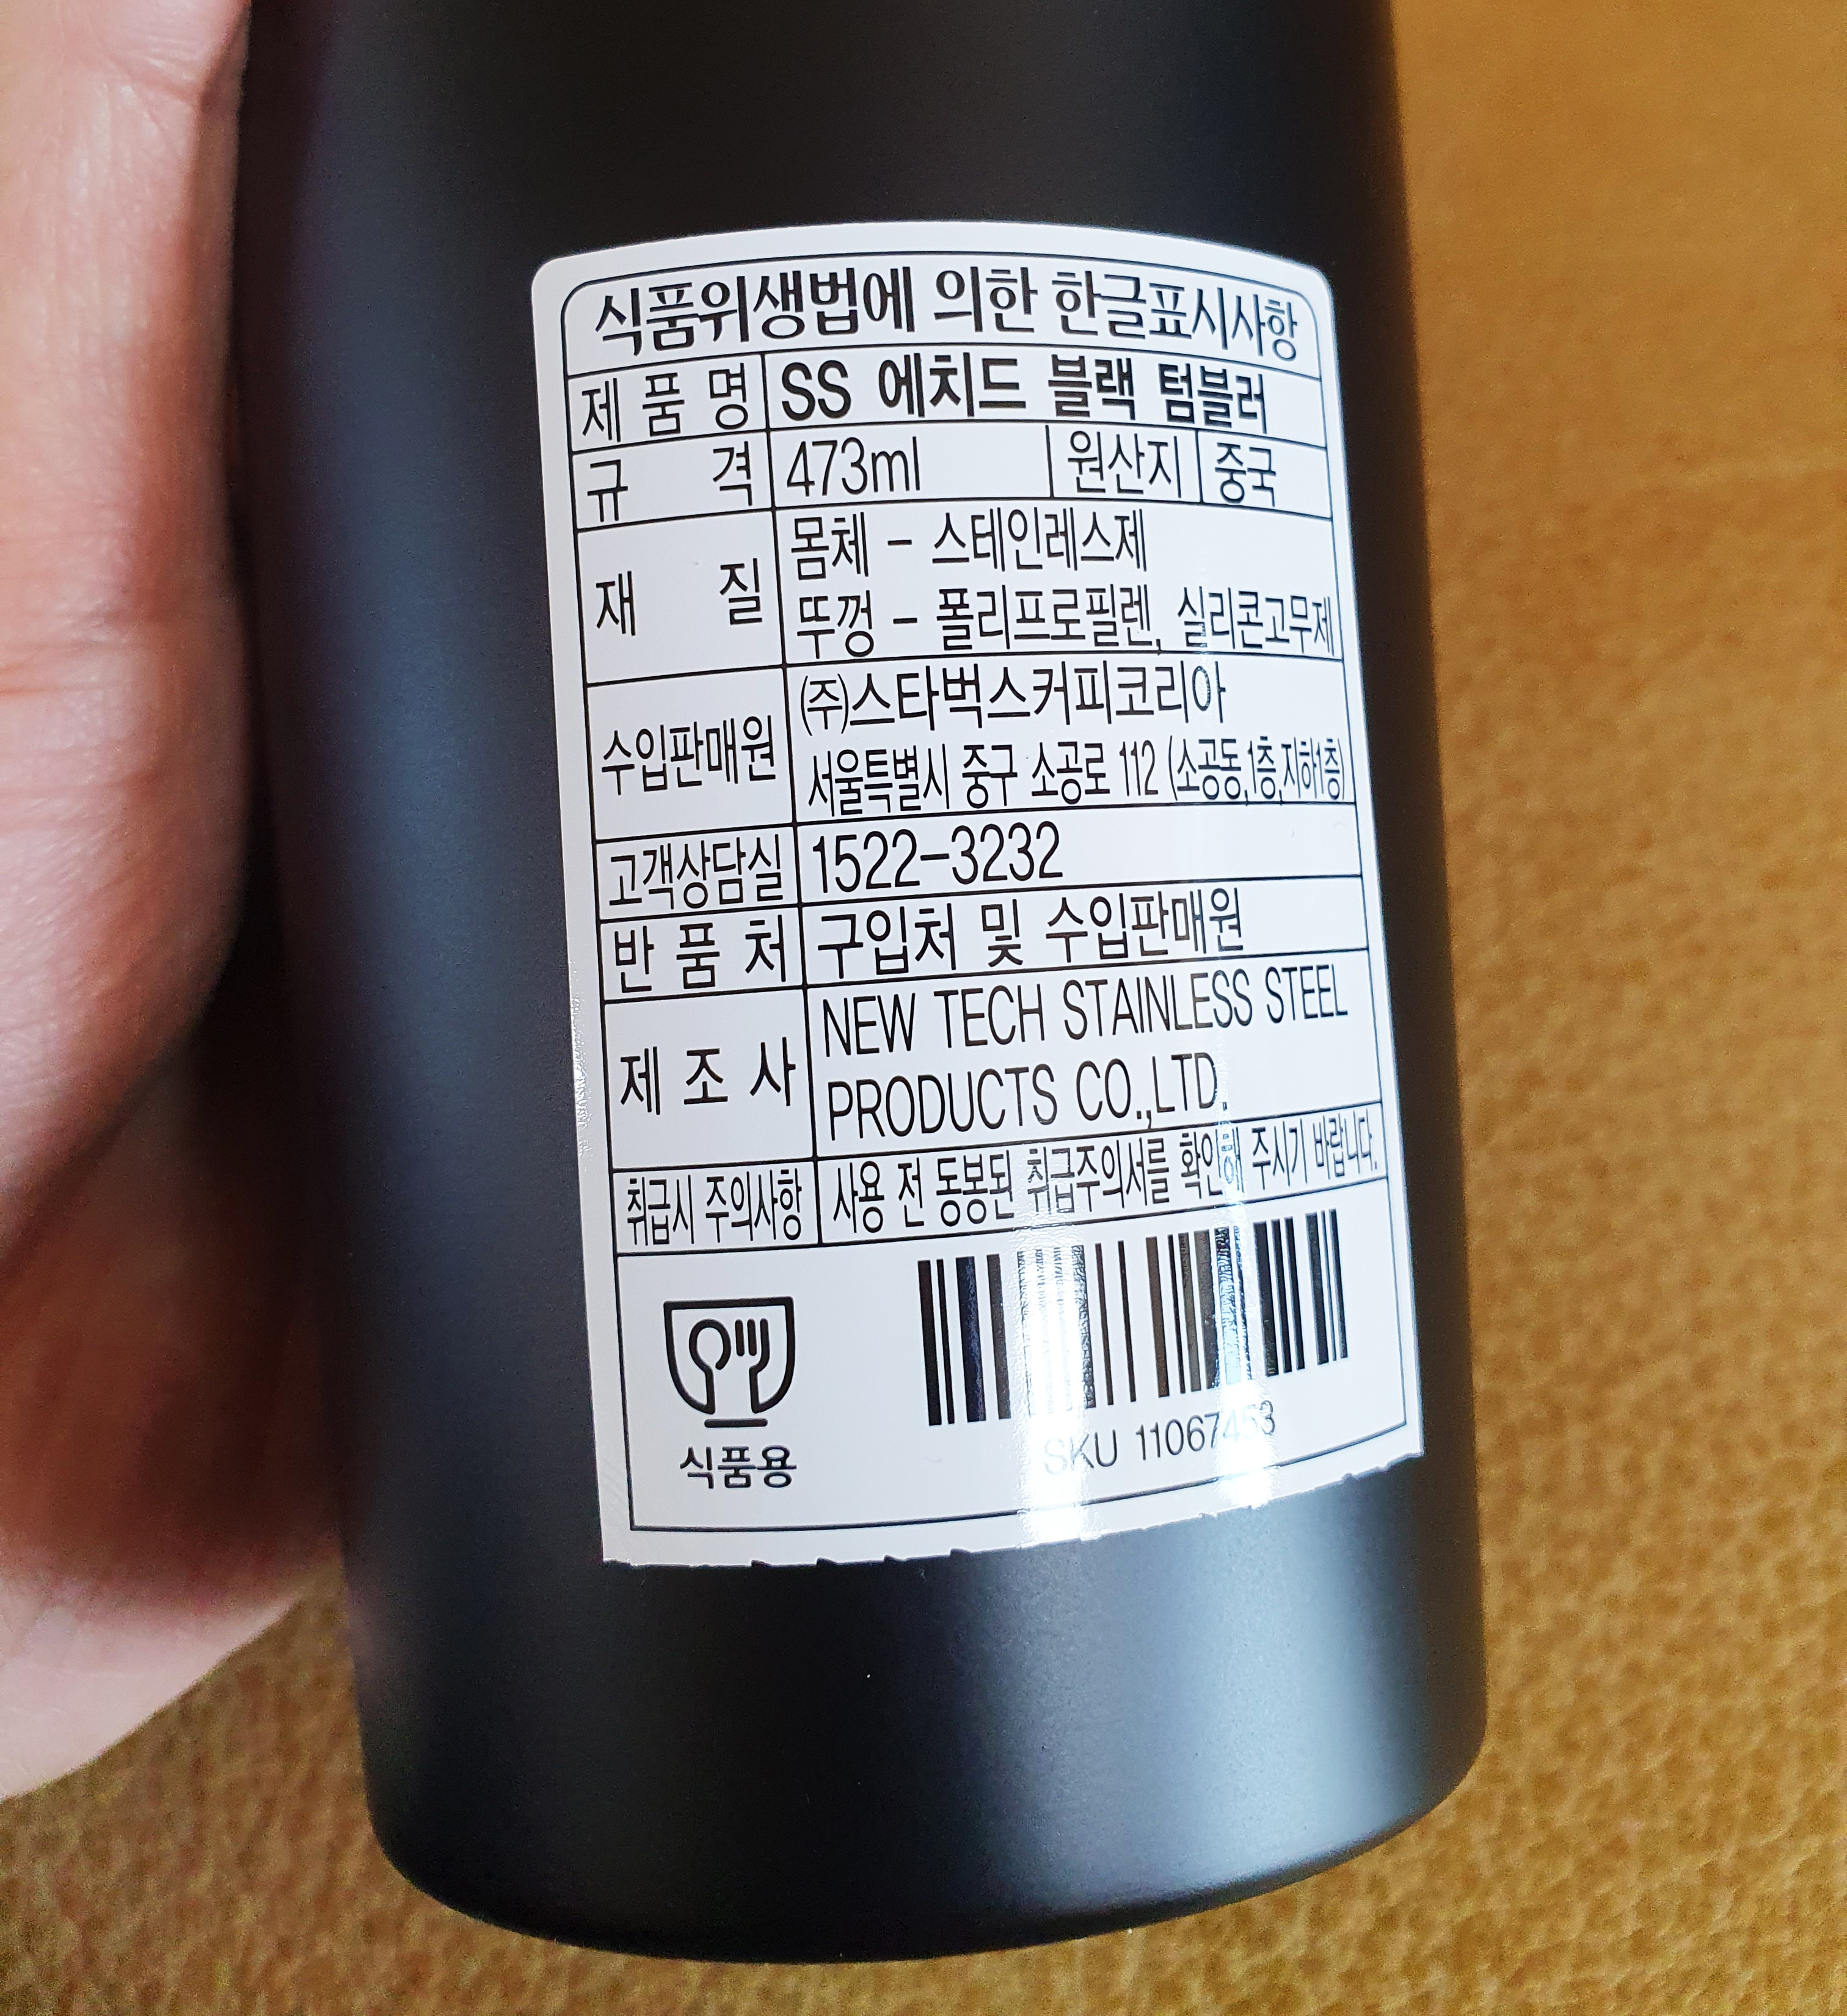 식품위생법에 의한 한글표시사항
제품명 SS 에치드 블랙 텀블러
규격 473ml 원산지 중국
재질 몸체 - 스테인레스제
뚜껑 - 폴리프로필렌, 실리콘고무제
수입판매원 (주)스타벅스커피코리아
서울특별시 중구 소공로 112 (소공동,1층,지하1층)
고객상담실 1522-3232
반품처 구입처 및 수입판매원
제조사 NEW TECH STAINLESS STEEL
PRODUCTS CO.,LTD.
취급시 주의사항 사용 전 동봉된 취급주의서를 확인해 주시기 바랍니다.
식품용
SKU 11067453